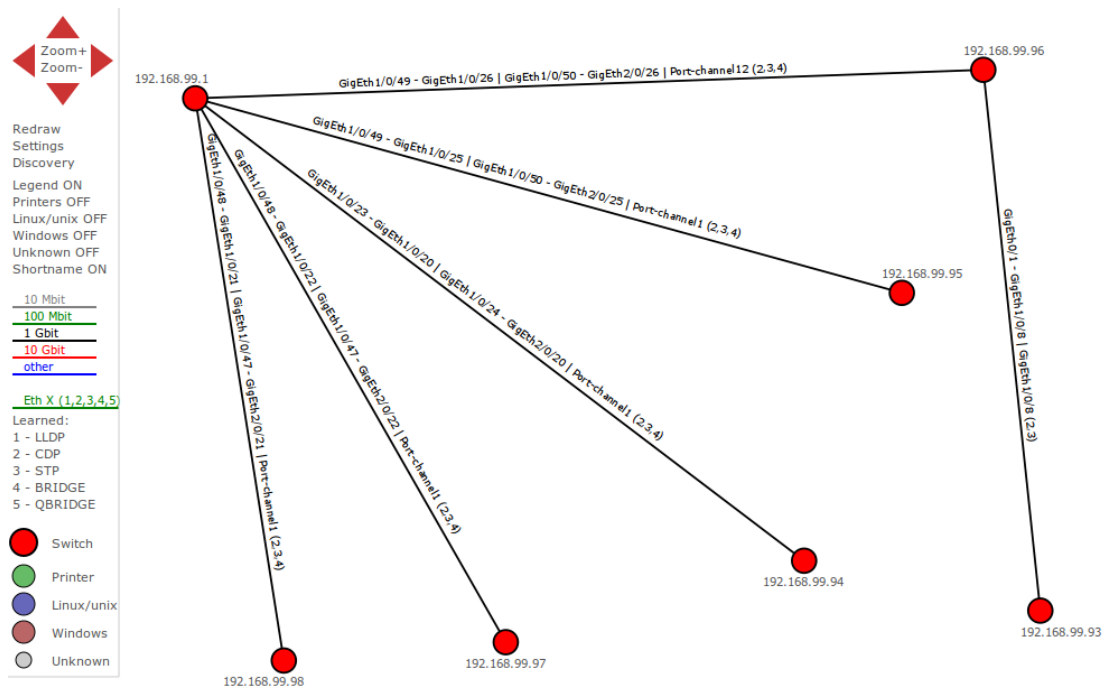 Zoom+
Zoom-
Redraw
Settings
Discovery
Legend ON
Printers OFF
Linux/unix OFF
Windows OFF
Unknown OFF
Shortname ON
10 Mbit
100 Mbit
1 Gbit
10 Gbit
other
Eth X (1,2,3,4,5)
Learned:
1 - LLDP
2 - CDP
3 - STP
4 - BRIDGE
5 - QBRIDGE
Switch
Printer
Linux/unix
Windows
Unknown
192.168.99.1
192.168.99.96
GigEth1/0/49 - GigEth1/0/26 | GigEth1/0/50 - GigEth2/0/26 | Port-channel12 (2,3,4)
GigEth1/0/49 - GigEth1/0/25 | GigEth1/0/50 - GigEth2/0/25 | Port-channel1 (2,3,4)
192.168.99.95
GigEth1/0/23 - GigEth1/0/20 | GigEth1/0/24 - GigEth2/0/20 | Port-channel1 (2,3,4)
192.168.99.94
GigEth1/0/48 - GigEth1/0/22 | GigEth1/0/47 - GigEth2/0/22 | Port-channel1 (2,3,4)
192.168.99.97
GigEth1/0/48 - GigEth1/0/21 | GigEth1/0/47 - GigEth2/0/21 | Port-channel1 (2,3,4)
192.168.99.98
GigEth0/1 - GigEth1/0/8 | GigEth1/0/8 (2,3)
192.168.99.93